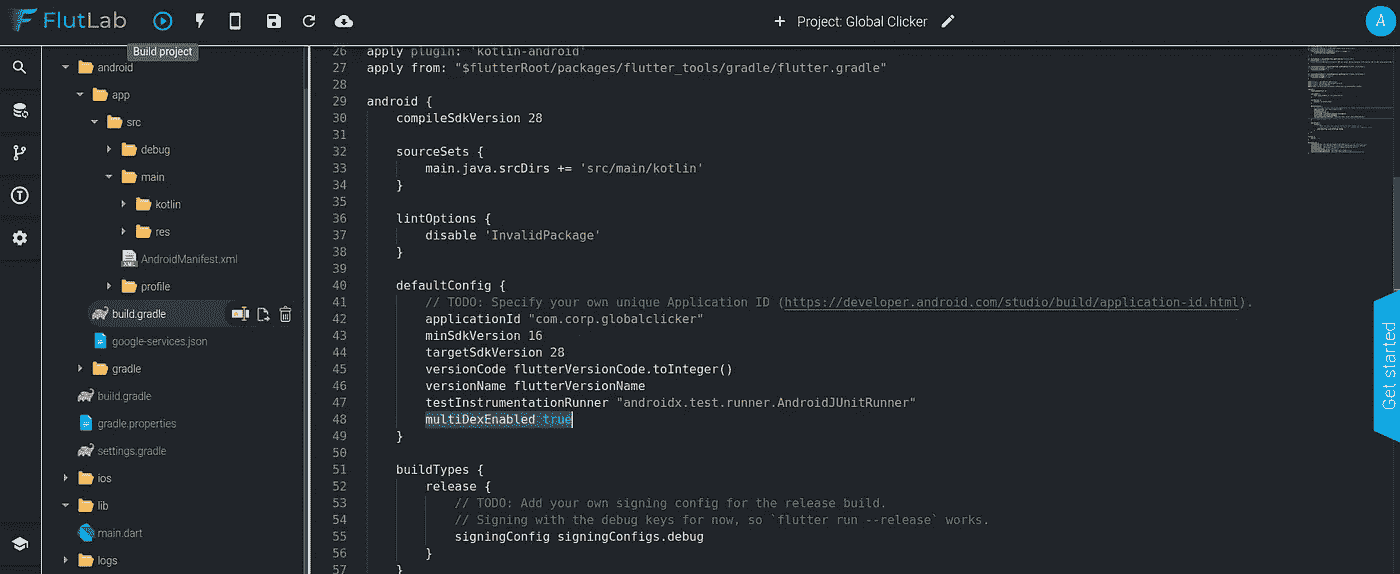 FlutLab
Project: Global Clicker
A
Build project
android
app
src
debug
main
kotlin
res
AndroidManifest.xml
profile
build.gradle
google-services.json
gradle
build.gradle
gradle.properties
settings.gradle
ios
lib
main.dart
logs
26 apply plugin: 'kotlin-android'
27 apply from: "$flutterRoot/packages/flutter_tools/gradle/flutter.gradle"
28
29 android {
30 compileSdkVersion 28
31
32 sourceSets {
33 main.java.srcDirs += 'src/main/kotlin'
34 }
35
36 lintOptions {
37 disable 'InvalidPackage'
38 }
39
40 defaultConfig {
41 // TODO: Specify your own unique Application ID (https://developer.android.com/studio/build/application-id.html).
42 applicationId "com.corp.globalclicker"
43 minSdkVersion 16
44 targetSdkVersion 28
45 versionCode flutterVersionCode.toInteger()
46 versionName flutterVersionName
47 testInstrumentationRunner "androidx.test.runner.AndroidJUnitRunner"
48 multiDexEnabled true
49 }
50
51 buildTypes {
52 release {
53 // TODO: Add your own signing config for the release build.
54 // Signing with the debug keys for now, so `flutter run --release` works.
55 signingConfig signingConfigs.debug
56 }
57 }
Get started